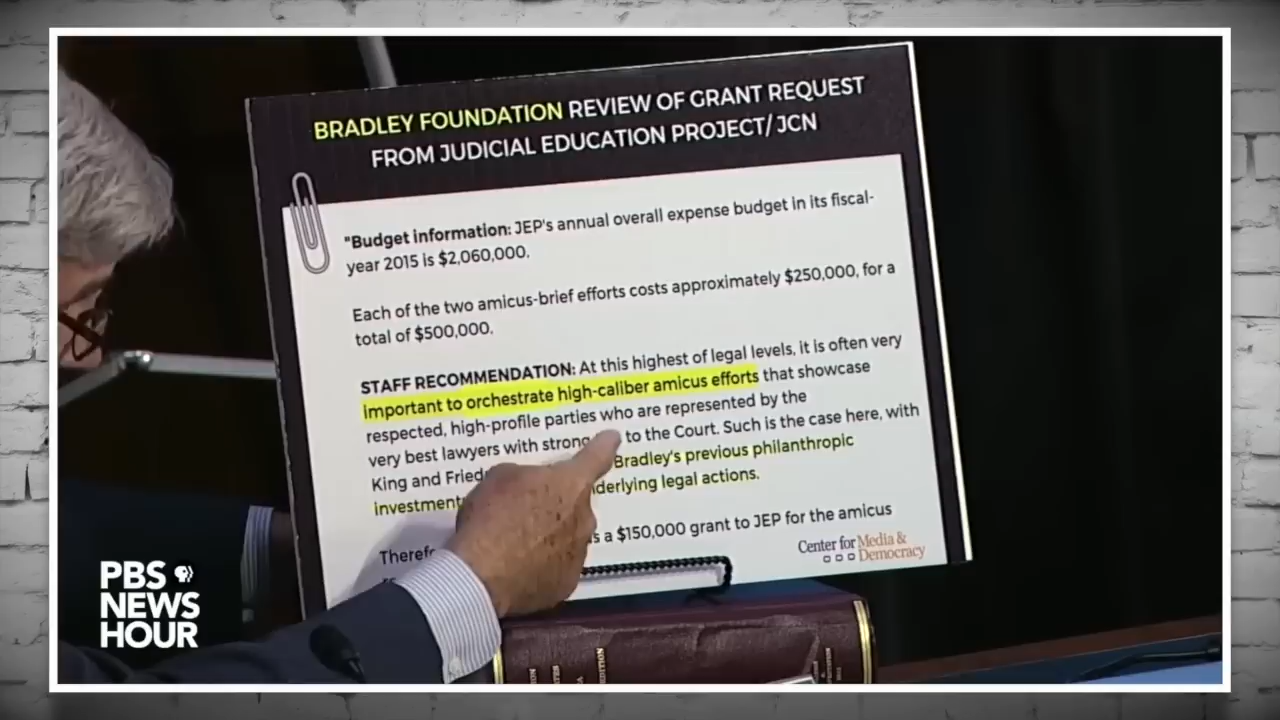 BRADLEY FOUNDATION REVIEW OF GRANT REQUEST
FROM JUDICIAL EDUCATION PROJECT/ JCN
"Budget information: JEP's annual overall expense budget in its fiscal-
year 2015 is $2,060,000.
Each of the two amicus-brief efforts costs approximately $250,000, for a
total of $500,000.
STAFF RECOMMENDATION: At this highest of legal levels, it is often very
important to orchestrate high-caliber amicus efforts that showcase
respected, high-profile parties who are represented by the
very best lawyers with strong to the Court. Such is the case here, with
King and Bradley's previous philanthropic
legal actions.
a $150,000 grant to JEP for the amicus
Center for Media &
Democracy
PBS
NEWS
HOUR